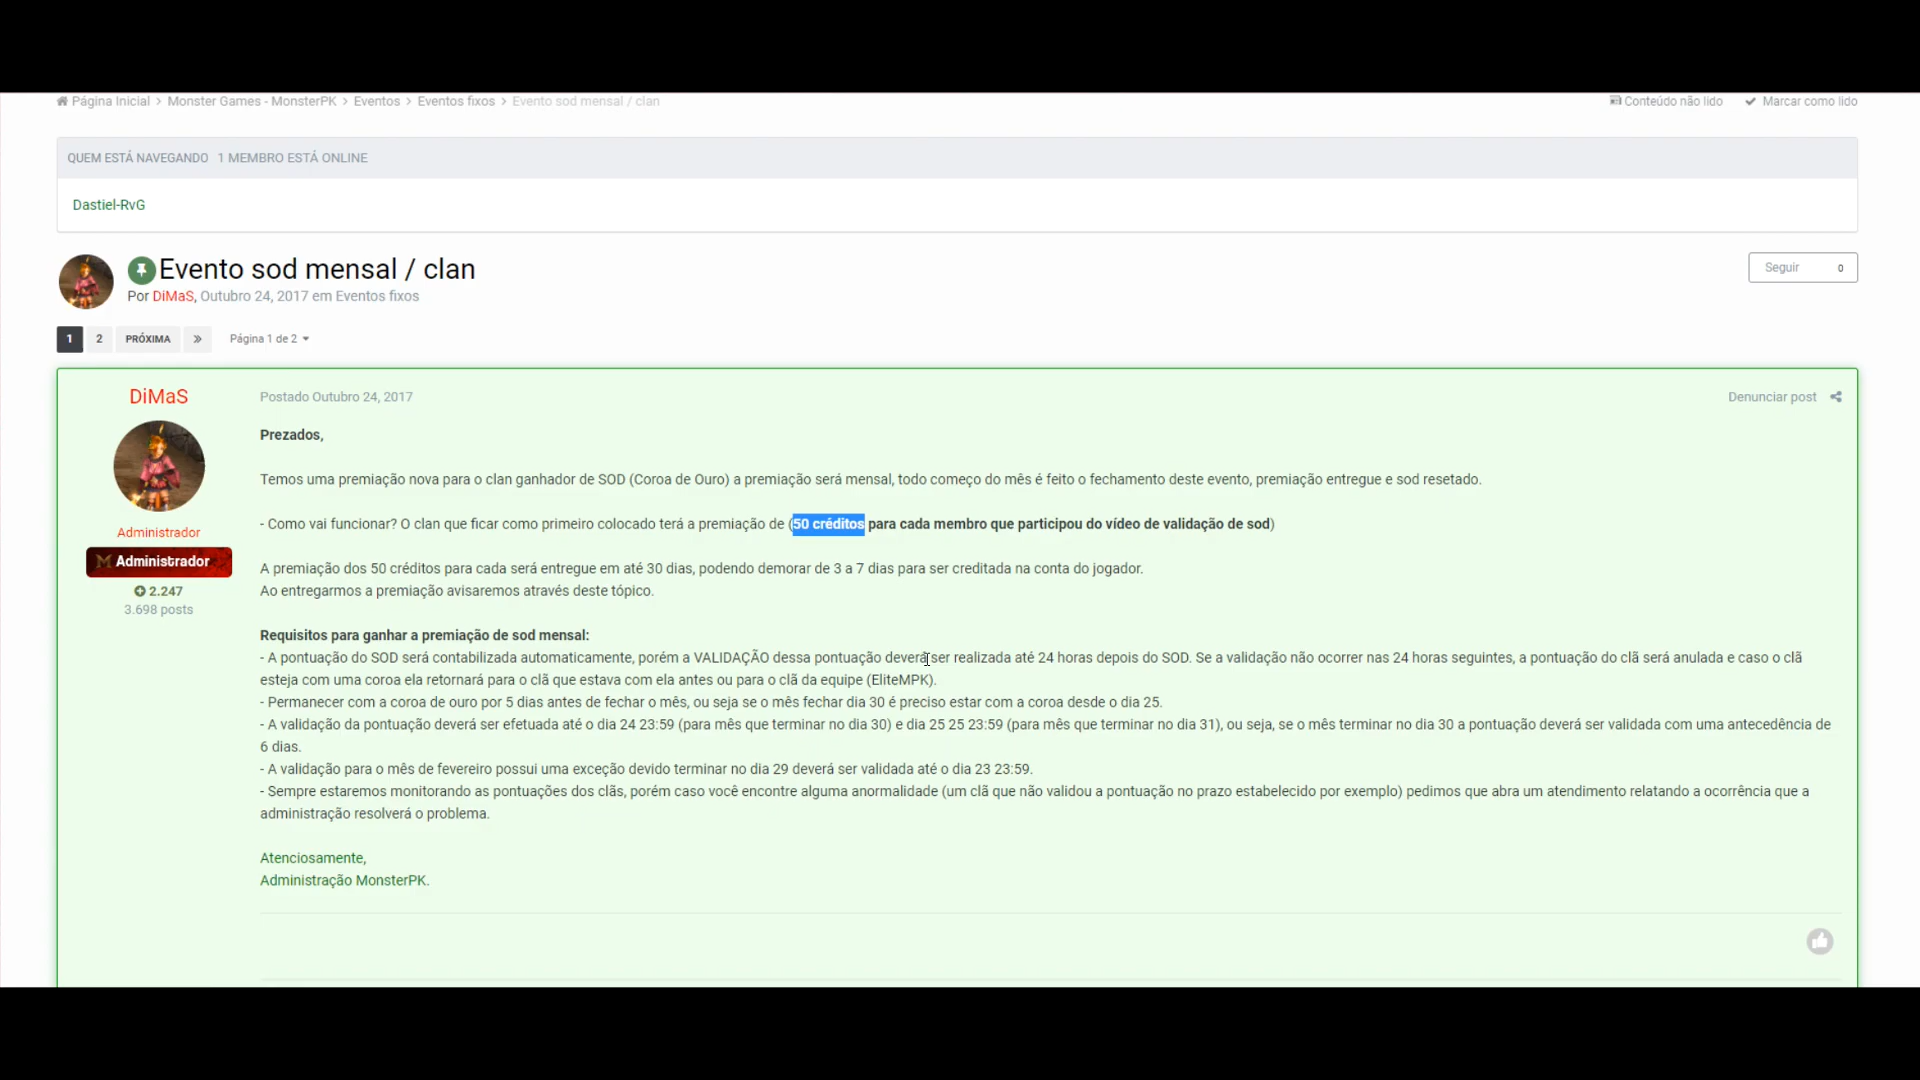 Página Inicial > Monster Games - MonsterPK > Eventos > Eventos fixos > Evento sod mensal / clan
Conteúdo não lido
Marcar como lido
QUEM ESTÁ NAVEGANDO 1 MEMBRO ESTÁ ONLINE
Dastiel-RvG
Evento sod mensal / clan
Por DiMaS, Outubro 24, 2017 em Eventos fixos
Seguir 0
1 2 PRÓXIMA » Página 1 de 2
DiMaS
Administrador
Administrador
2.247
3.698 posts
Postado Outubro 24, 2017
Denunciar post
Prezados,
Temos uma premiação nova para o clan ganhador de SOD (Coroa de Ouro) a premiação será mensal, todo começo do mês é feito o fechamento deste evento, premiação entregue e sod resetado.
- Como vai funcionar? O clan que ficar como primeiro colocado terá a premiação de (50 créditos para cada membro que participou do vídeo de validação de sod)
A premiação dos 50 créditos para cada será entregue em até 30 dias, podendo demorar de 3 a 7 dias para ser creditada na conta do jogador.
Ao entregarmos a premiação avisaremos através deste tópico.
Requisitos para ganhar a premiação de sod mensal:
- A pontuação do SOD será contabilizada automaticamente, porém a VALIDAÇÃO dessa pontuação deverá ser realizada até 24 horas depois do SOD. Se a validação não ocorrer nas 24 horas seguintes, a pontuação do clã será anulada e caso o clã
esteja com uma coroa ela retornará para o clã que estava com ela antes ou para o clã da equipe (EliteMPK).
- Permanecer com a coroa de ouro por 5 dias antes de fechar o mês, ou seja se o mês fechar dia 30 é preciso estar com a coroa desde o dia 25.
- A validação da pontuação deverá ser efetuada até o dia 24 23:59 (para mês que terminar no dia 30) e dia 25 25 23:59 (para mês que terminar no dia 31), ou seja, se o mês terminar no dia 30 a pontuação deverá ser validada com uma antecedência de
6 dias.
- A validação para o mês de fevereiro possui uma exceção devido terminar no dia 29 deverá ser validada até o dia 23 23:59.
- Sempre estaremos monitorando as pontuações dos clãs, porém caso você encontre alguma anormalidade (um clã que não validou a pontuação no prazo estabelecido por exemplo) pedimos que abra um atendimento relatando a ocorrência que a
administração resolverá o problema.
Atenciosamente,
Administração MonsterPK.